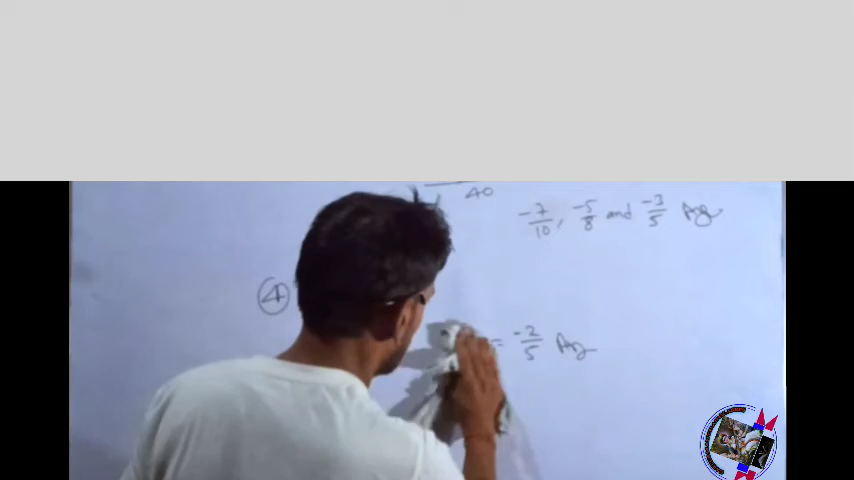 40
-7/10, -5/8 and -3/5 Ans
④
= -2/5 Ans